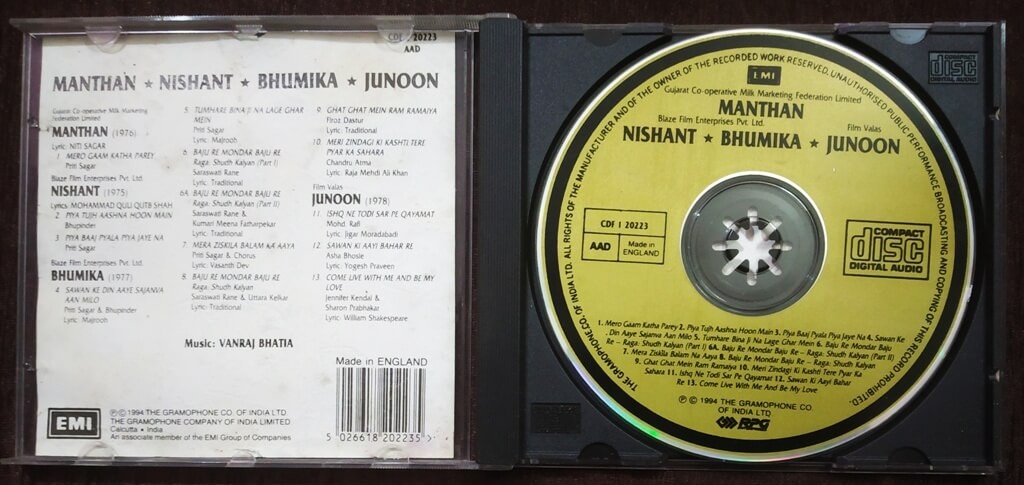 CDF 1 20223
AAD
MANTHAN ★ NISHANT ★ BHUMIKA ★ JUNOON
Gujarat Co-operative Milk Marketing
Federation Limited
MANTHAN (1976)
Lyric: NITI SAGAR
1 MERO GAAM KATHA PAREY
Priti Sagar
Blaze Film Enterprises Pvt. Ltd.
NISHANT (1975)
Lyrics: MOHAMMAD QULI QUTB SHAH
2 PIYA TUJH AASHNA HOON MAIN
Bhupinder
3 PIYA BAAJ PYALA PIYA JAYE NA
Priti Sagar
Blaze Film Enterprises Pvt. Ltd.
BHUMIKA (1977)
4 SAWAN KE DIN AAYE SAJANVA
AAN MILO
Priti Sagar & Bhupinder
Lyric: Majrooh
5. TUMHARE BINA JI NA LAGE GHAR
MEIN
Priti Sagar
Lyric: Majrooh
6. BAJU RE MONDAR BAJU RE
Raga: Shudh Kalyan (Part I)
Saraswati Rane
Lyric: Traditional
6A. BAJU RE MONDAR BAJU RE
Raga: Shudh Kalyan (Part II)
Saraswati Rane &
Kumari Meena Fatharpekar
Lyric: Traditional
7. MERA ZISKILA BALAM KA AAYA
Priti Sagar & Chorus
Lyric: Vasant Dev
8. BAJU RE MONDAR BAJU RE
Raga: Shudh Kalyan
Saraswati Rane & Uttara Kelkar
Lyric: Traditional
9. GHAT GHAT MEIN RAM RAMAIYA
Firoz Dastur
Lyric: Traditional
10. MERI ZINDAGI KI KASHTI TERE
PYAR KA SAHARA
Chandru Atma
Lyric: Raja Mehdi Ali Khan
Film Valas
JUNOON (1978)
11. ISHQ NE TODI SAR PE QAYAMAT
Mohd. Rafi
Lyric: Jigar Moradabadi
12. SAWAN KI AAYI BAHAR RE
Asha Bhosle
Lyric: Yogesh Praveen
13. COME LIVE WITH ME AND BE MY
LOVE
Jennifer Kendal &
Sharon Prabhakar
Lyric: William Shakespeare
Music: VANRAJ BHATIA
Made in ENGLAND
5 026618 202235 >
EMI
Ⓟ© 1994 THE GRAMOPHONE CO. OF INDIA LTD.
THE GRAMOPHONE COMPANY OF INDIA LIMITED
Calcutta • India
An associate member of the EMI Group of Companies
THE GRAMOPHONE CO. OF INDIA LTD. ALL RIGHTS OF THE MANUFACTURER AND OF THE OWNER OF THE RECORDED WORK RESERVED. UNAUTHORISED PUBLIC PERFORMANCE BROADCASTING AND COPYING OF THIS RECORD PROHIBITED.
EMI
Gujarat Co-operative Milk Marketing Federation Limited
MANTHAN
Blaze Film Enterprises Pvt. Ltd.
Film Valas
NISHANT ★ BHUMIKA ★ JUNOON
CDF 1 20223
AAD
Made in
ENGLAND
COMPACT
disc
DIGITAL AUDIO
1. Mero Gaam Katha Parey 2. Piya Tujh Aashna Hoon Main 3. Piya Baaj Pyala Piya Jaye Na 4. Sawan Ke
Din Aaye Sajanva Aan Milo 5. Tumhare Bina Ji Na Lage Ghar Mein 6. Baju Re Mondar Baju
Re – Raga: Shudh Kalyan (Part I) 6A. Baju Re Mondar Baju Re – Raga: Shudh Kalyan (Part II)
7. Mera Ziskila Balam Na Aaya 8. Baju Re Mondar Baju Re – Raga: Shudh Kalyan
9. Ghat Ghat Mein Ram Ramaiya 10. Meri Zindagi Ki Kashti Tere Pyar Ka
Sahara 11. Ishq Ne Todi Sar Pe Qayamat 12. Sawan Ki Aayi Bahar
Re 13. Come Live With Me And Be My Love
Ⓟ© 1994 THE GRAMOPHONE CO.
OF INDIA LTD.
RPG
COMPACT
disc
DIGITAL AUDIO